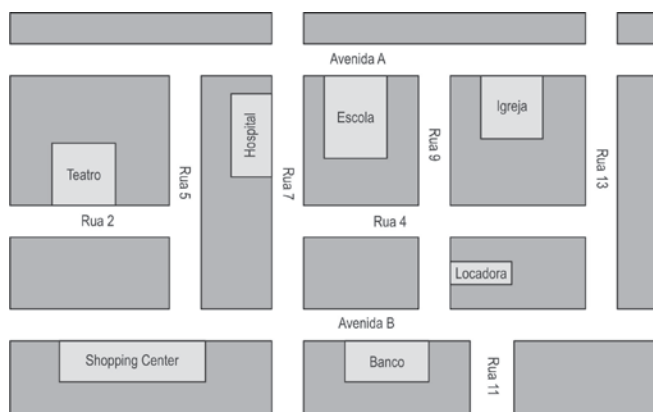 Avenida A
Hospital
Escola
Igreja
Teatro
Rua 5
Rua 7
Rua 9
Rua 13
Rua 2
Rua 4
Locadora
Avenida B
Shopping Center
Banco
Rua 11